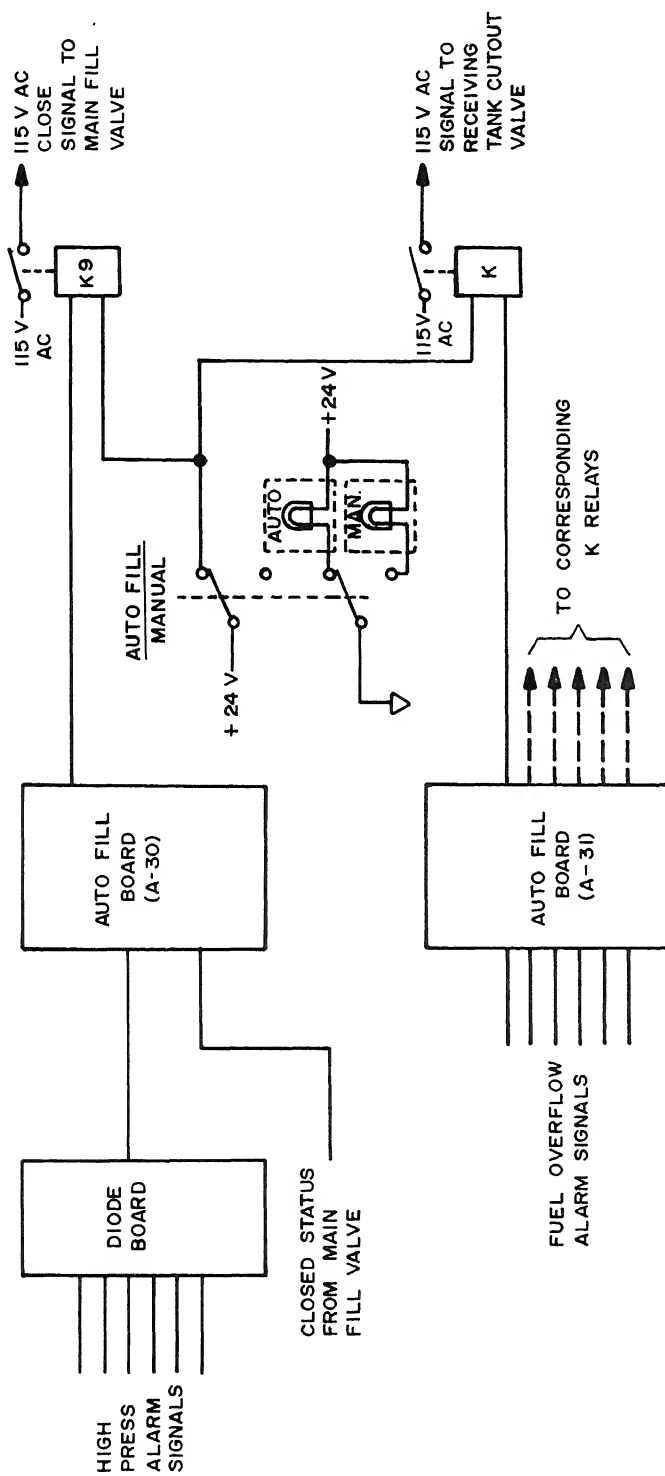 HIGH
PRESS
ALARM
SIGNALS
DIODE
BOARD
CLOSED STATUS
FROM MAIN
FILL VALVE
AUTO FILL
BOARD
(A-30)
FUEL OVERFLOW
ALARM SIGNALS
AUTO FILL
BOARD
(A-31)
AUTO FILL
MANUAL
+24V
AUTO
MAN.
+24V
TO CORRESPONDING
K RELAYS
115 V
AC
K9
115 V AC
CLOSE
SIGNAL TO
MAIN FILL
VALVE
115 V
AC
K
115 V AC
SIGNAL TO
RECEIVING
TANK CUTOUT
VALVE